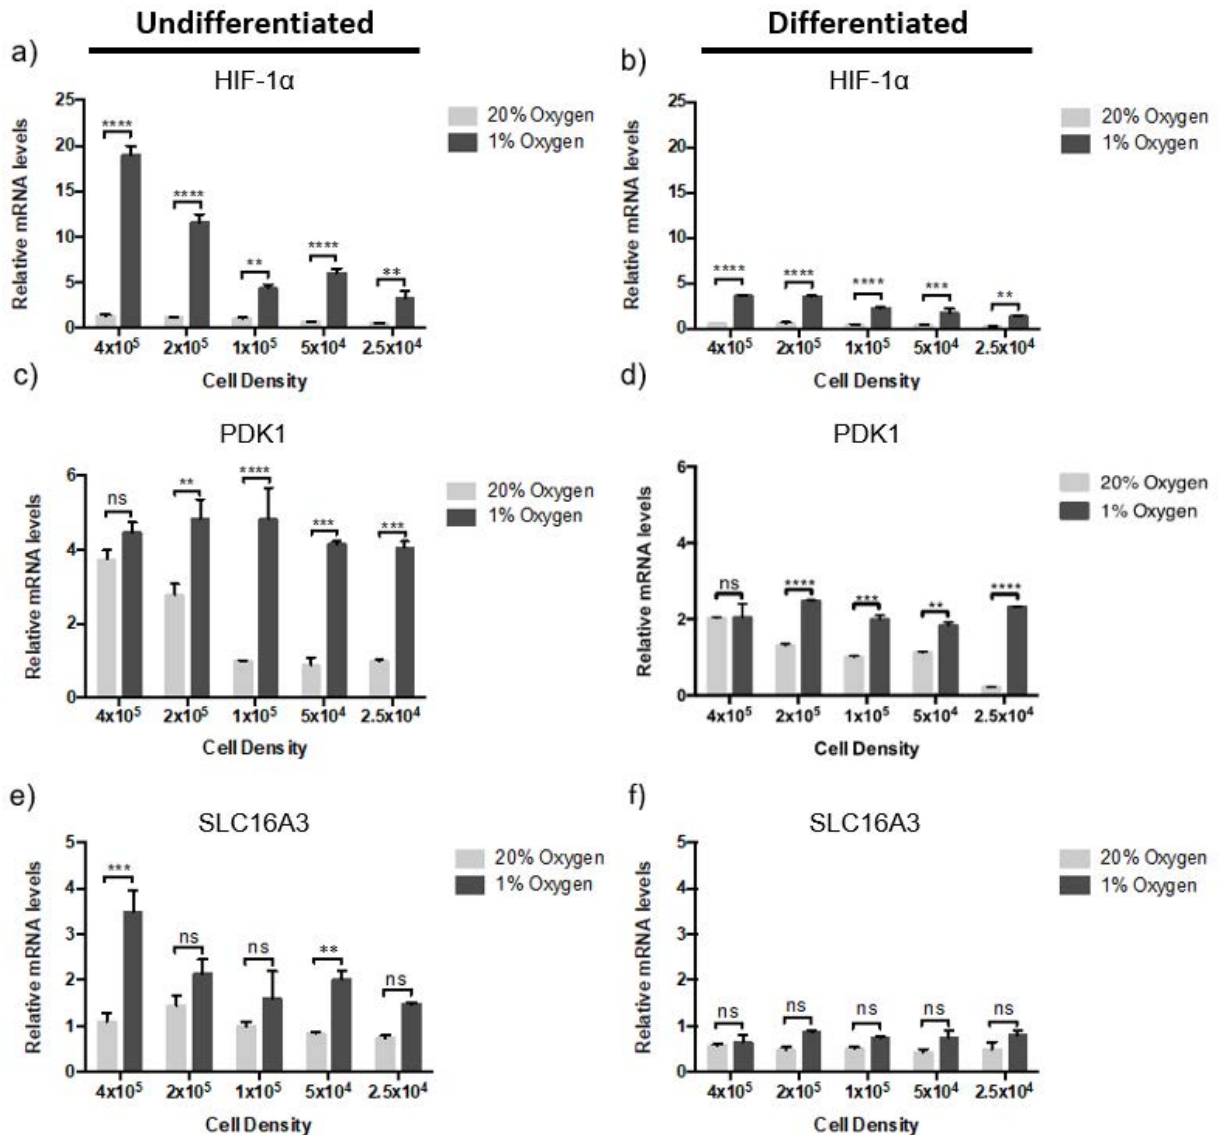 Undifferentiated
Differentiated
a)
HIF-1α
Relative mRNA levels
25
20
15
10
5
0
****
****
**
****
**
20% Oxygen
1% Oxygen
4x10⁵ 2x10⁵ 1x10⁵ 5x10⁴ 2.5x10⁴
Cell Density
b)
HIF-1α
Relative mRNA levels
25
20
15
10
5
0
****
****
****
***
**
20% Oxygen
1% Oxygen
4x10⁵ 2x10⁵ 1x10⁵ 5x10⁴ 2.5x10⁴
Cell Density
c)
PDK1
Relative mRNA levels
6
4
2
0
ns
**
****
***
***
20% Oxygen
1% Oxygen
4x10⁵ 2x10⁵ 1x10⁵ 5x10⁴ 2.5x10⁴
Cell Density
d)
PDK1
Relative mRNA levels
6
4
2
0
ns
****
***
**
****
20% Oxygen
1% Oxygen
4x10⁵ 2x10⁵ 1x10⁵ 5x10⁴ 2.5x10⁴
Cell Density
e)
SLC16A3
Relative mRNA levels
5
4
3
2
1
0
***
ns
ns
**
ns
20% Oxygen
1% Oxygen
4x10⁵ 2x10⁵ 1x10⁵ 5x10⁴ 2.5x10⁴
Cell Density
f)
SLC16A3
Relative mRNA levels
5
4
3
2
1
0
ns
ns
ns
ns
ns
20% Oxygen
1% Oxygen
4x10⁵ 2x10⁵ 1x10⁵ 5x10⁴ 2.5x10⁴
Cell Density